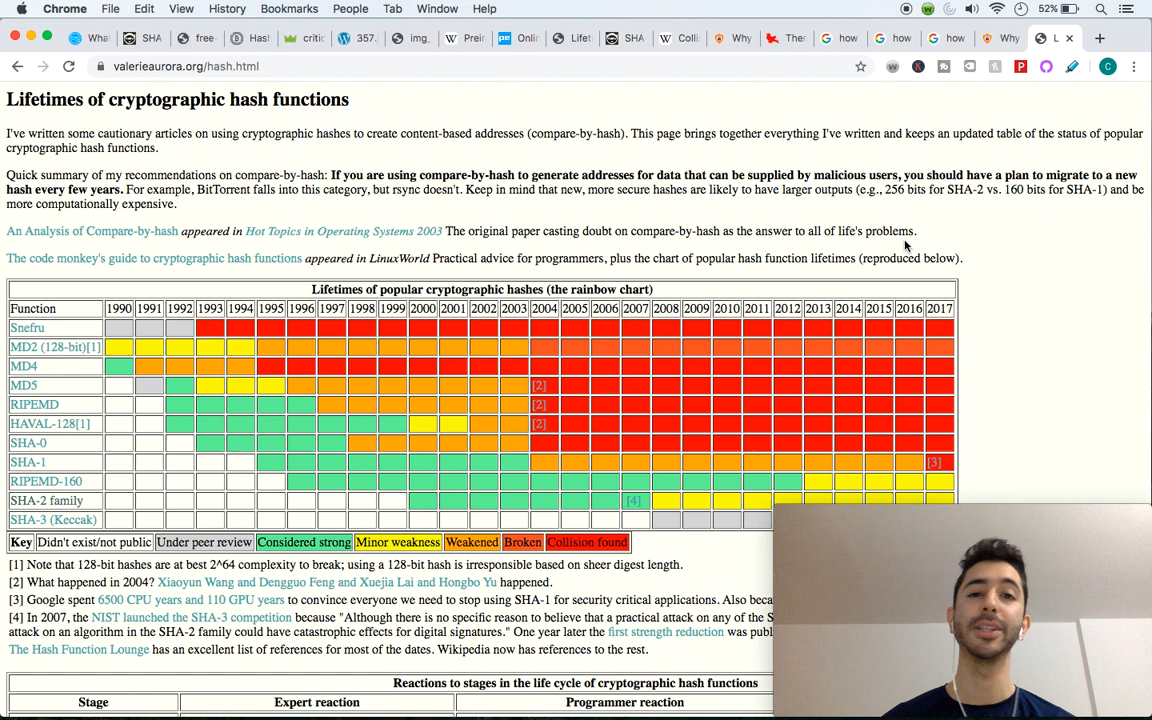 Chrome File Edit View History Bookmarks People Tab Window Help 52%
What SHA free- Hash critic 357. img_ Prein Onlin Lifeti SHA Colli Why Ther how how how Why L
valerieaurora.org/hash.html C
Lifetimes of cryptographic hash functions
I've written some cautionary articles on using cryptographic hashes to create content-based addresses (compare-by-hash). This page brings together everything I've written and keeps an updated table of the status of popular
cryptographic hash functions.
Quick summary of my recommendations on compare-by-hash: If you are using compare-by-hash to generate addresses for data that can be supplied by malicious users, you should have a plan to migrate to a new
hash every few years. For example, BitTorrent falls into this category, but rsync doesn't. Keep in mind that new, more secure hashes are likely to have larger outputs (e.g., 256 bits for SHA-2 vs. 160 bits for SHA-1) and be
more computationally expensive.
An Analysis of Compare-by-hash appeared in Hot Topics in Operating Systems 2003 The original paper casting doubt on compare-by-hash as the answer to all of life's problems.
The code monkey's guide to cryptographic hash functions appeared in LinuxWorld Practical advice for programmers, plus the chart of popular hash function lifetimes (reproduced below).
Lifetimes of popular cryptographic hashes (the rainbow chart)
Function 1990 1991 1992 1993 1994 1995 1996 1997 1998 1999 2000 2001 2002 2003 2004 2005 2006 2007 2008 2009 2010 2011 2012 2013 2014 2015 2016 2017
Snefru
MD2 (128-bit)[1]
MD4
MD5 [2]
RIPEMD [2]
HAVAL-128[1] [2]
SHA-0
SHA-1 [3]
RIPEMD-160
SHA-2 family [4]
SHA-3 (Keccak)
Key Didn't exist/not public Under peer review Considered strong Minor weakness Weakened Broken Collision found
[1] Note that 128-bit hashes are at best 2^64 complexity to break; using a 128-bit hash is irresponsible based on sheer digest length.
[2] What happened in 2004? Xiaoyun Wang and Dengguo Feng and Xuejia Lai and Hongbo Yu happened.
[3] Google spent 6500 CPU years and 110 GPU years to convince everyone we need to stop using SHA-1 for security critical applications. Also beca
[4] In 2007, the NIST launched the SHA-3 competition because "Although there is no specific reason to believe that a practical attack on any of the S
attack on an algorithm in the SHA-2 family could have catastrophic effects for digital signatures." One year later the first strength reduction was publ
The Hash Function Lounge has an excellent list of references for most of the dates. Wikipedia now has references to the rest.
Reactions to stages in the life cycle of cryptographic hash functions
Stage Expert reaction Programmer reaction